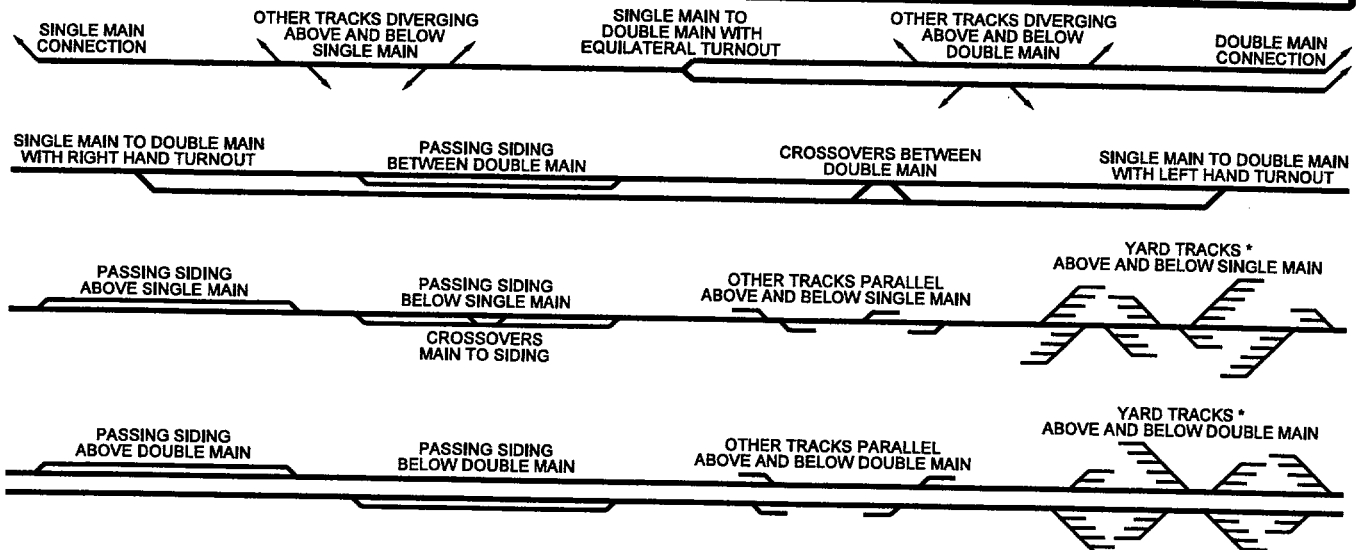 SINGLE MAIN
CONNECTION
OTHER TRACKS DIVERGING
ABOVE AND BELOW
SINGLE MAIN
SINGLE MAIN TO
DOUBLE MAIN WITH
EQUILATERAL TURNOUT
OTHER TRACKS DIVERGING
ABOVE AND BELOW
DOUBLE MAIN
DOUBLE MAIN
CONNECTION
SINGLE MAIN TO DOUBLE MAIN
WITH RIGHT HAND TURNOUT
PASSING SIDING
BETWEEN DOUBLE MAIN
CROSSOVERS BETWEEN
DOUBLE MAIN
SINGLE MAIN TO DOUBLE MAIN
WITH LEFT HAND TURNOUT
PASSING SIDING
ABOVE SINGLE MAIN
PASSING SIDING
BELOW SINGLE MAIN
CROSSOVERS
MAIN TO SIDING
OTHER TRACKS PARALLEL
ABOVE AND BELOW SINGLE MAIN
YARD TRACKS *
ABOVE AND BELOW SINGLE MAIN
PASSING SIDING
ABOVE DOUBLE MAIN
PASSING SIDING
BELOW DOUBLE MAIN
OTHER TRACKS PARALLEL
ABOVE AND BELOW DOUBLE MAIN
YARD TRACKS *
ABOVE AND BELOW DOUBLE MAIN